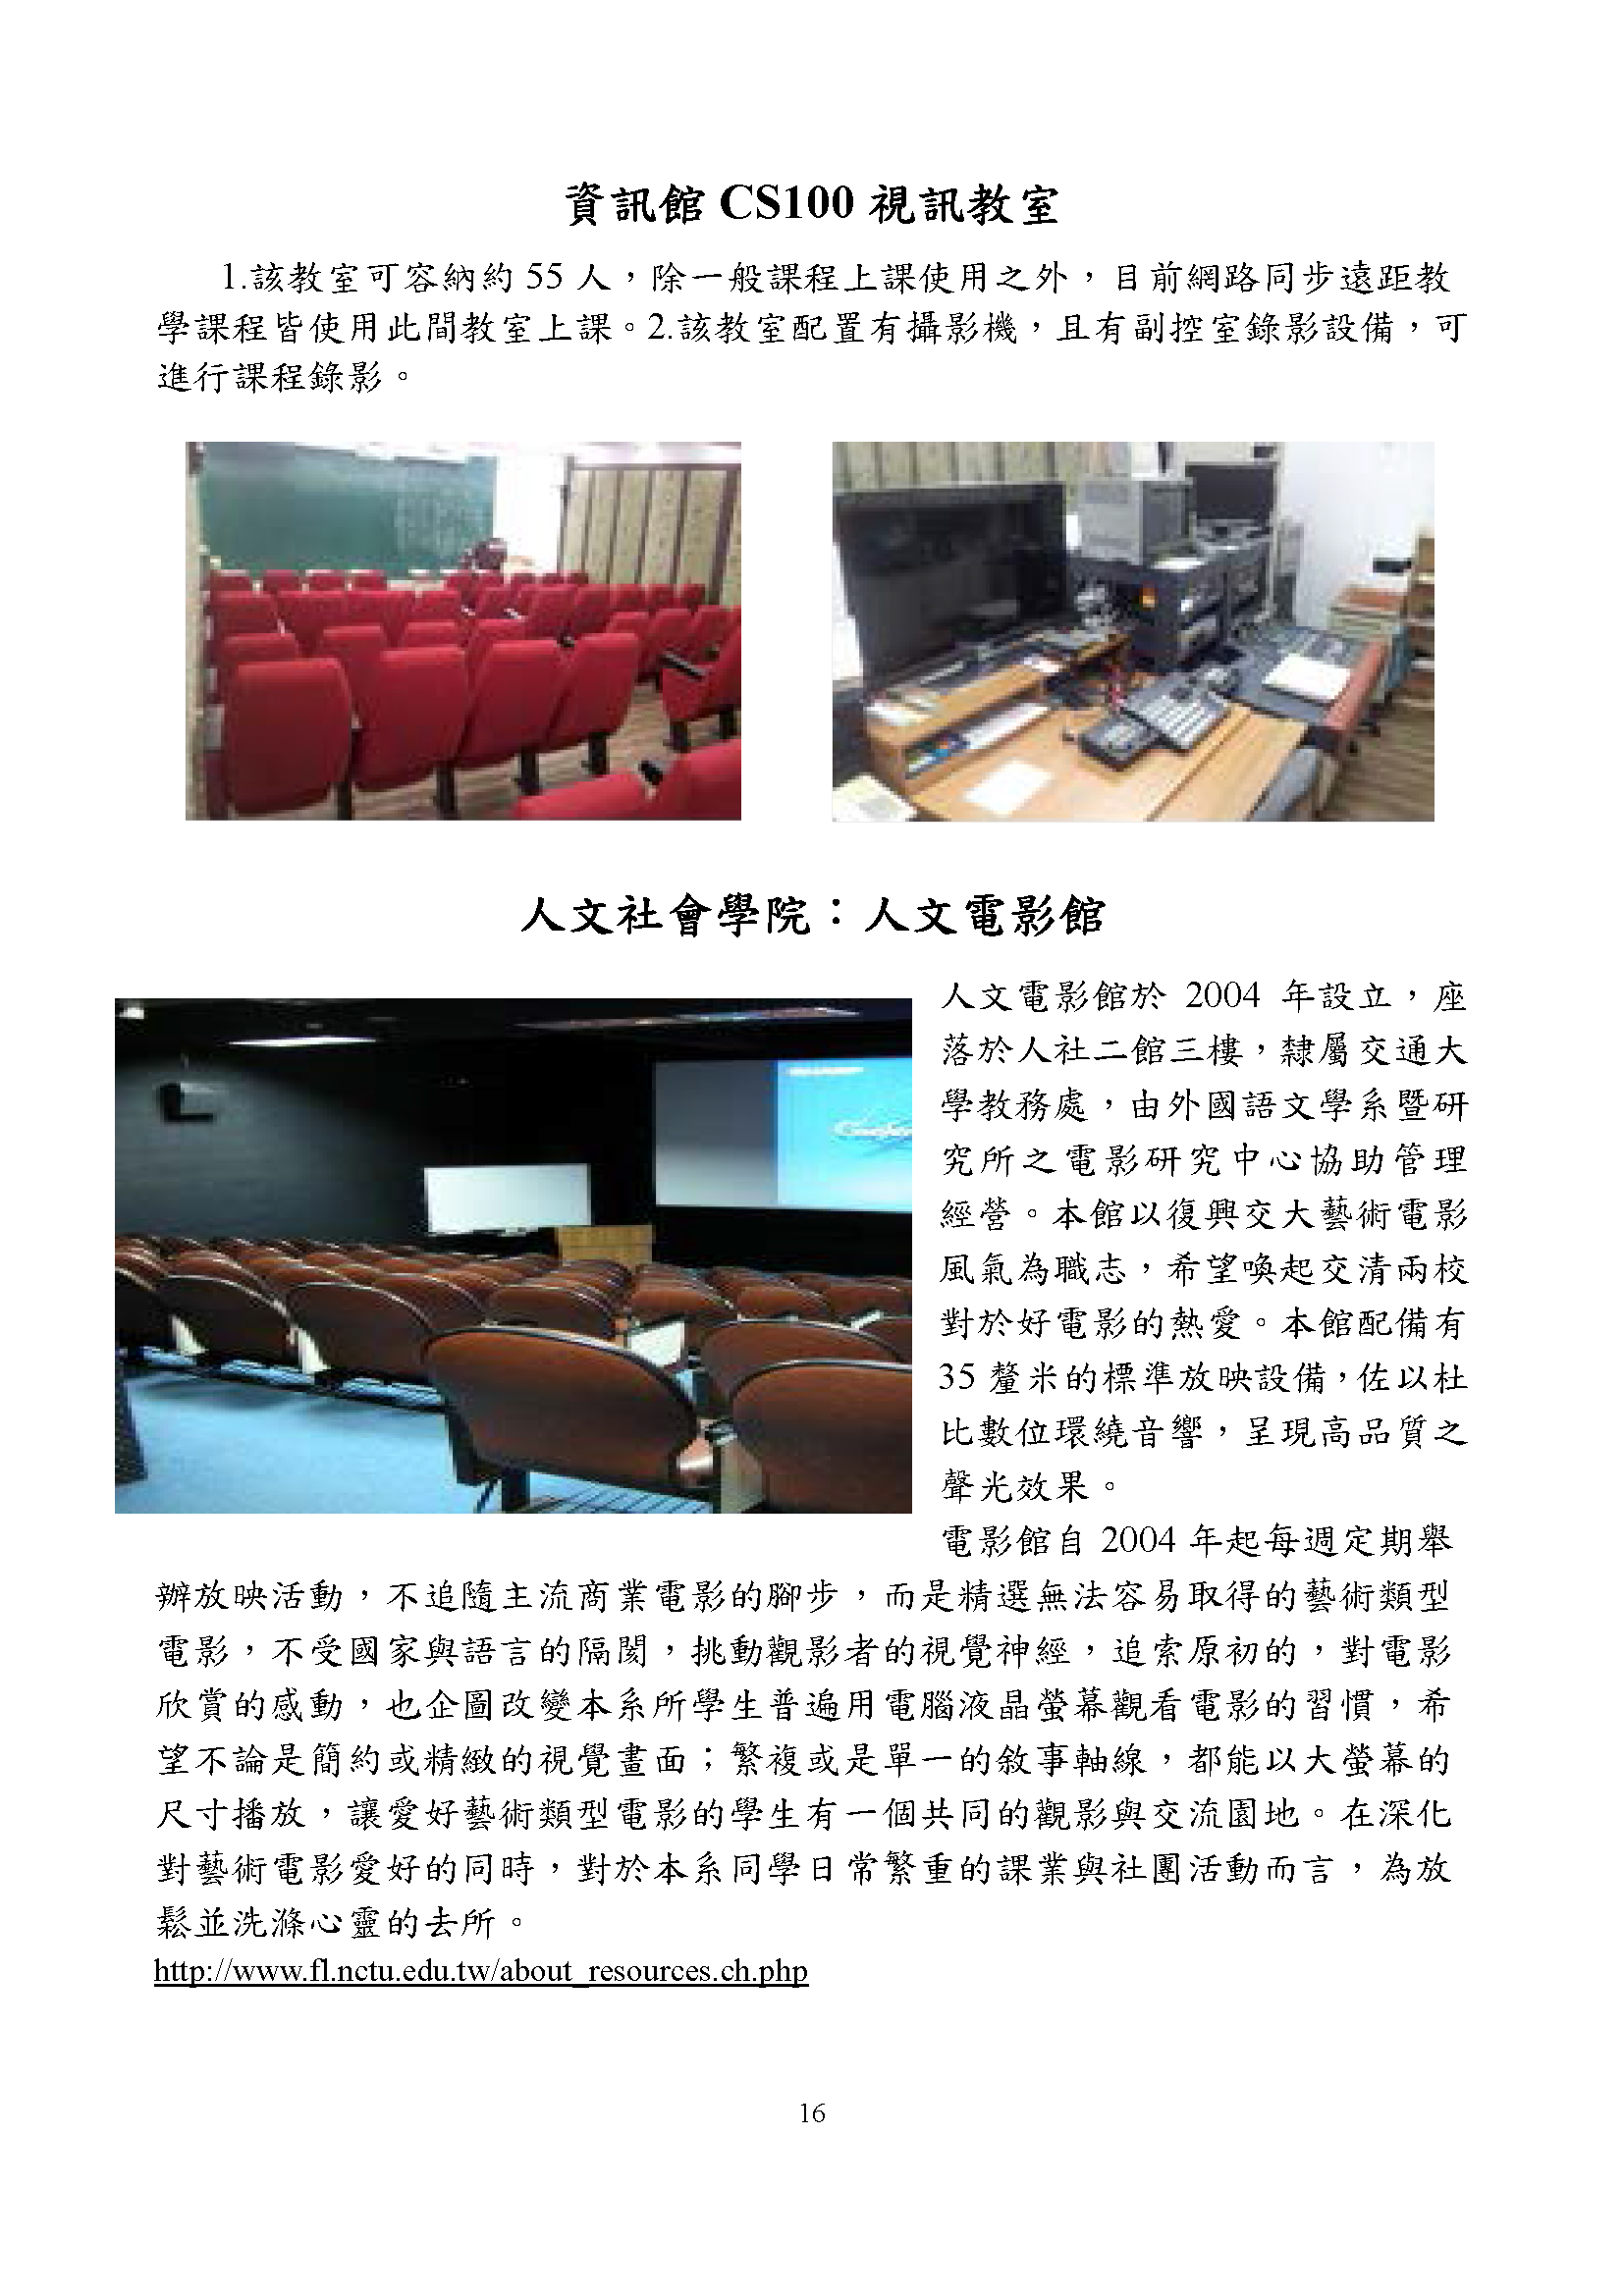 資訊館 CS100 視訊教室
1.該教室可容納約 55 人，除一般課程上課使用之外，目前網路同步遠距教
學課程皆使用此間教室上課。2.該教室配置有攝影機，且有副控室錄影設備，可
進行課程錄影。
人文社會學院：人文電影館
人文電影館於 2004 年設立，座
落於人社二館三樓，隸屬交通大
學教務處，由外國語文學系暨研
究所之電影研究中心協助管理
經營。本館以復興交大藝術電影
風氣為職志，希望喚起交清兩校
對於好電影的熱愛。本館配備有
35 釐米的標準放映設備，佐以杜
比數位環繞音響，呈現高品質之
聲光效果。
電影館自 2004 年起每週定期舉
辦放映活動，不追隨主流商業電影的腳步，而是精選無法容易取得的藝術類型
電影，不受國家與語言的隔閡，挑動觀影者的視覺神經，追索原初的，對電影
欣賞的感動，也企圖改變本系所學生普遍用電腦液晶螢幕觀看電影的習慣，希
望不論是簡約或精緻的視覺畫面；繁複或是單一的敘事軸線，都能以大螢幕的
尺寸播放，讓愛好藝術類型電影的學生有一個共同的觀影與交流園地。在深化
對藝術電影愛好的同時，對於本系同學日常繁重的課業與社團活動而言，為放
鬆並洗滌心靈的去所。
http://www.fl.nctu.edu.tw/about_resources.ch.php
16